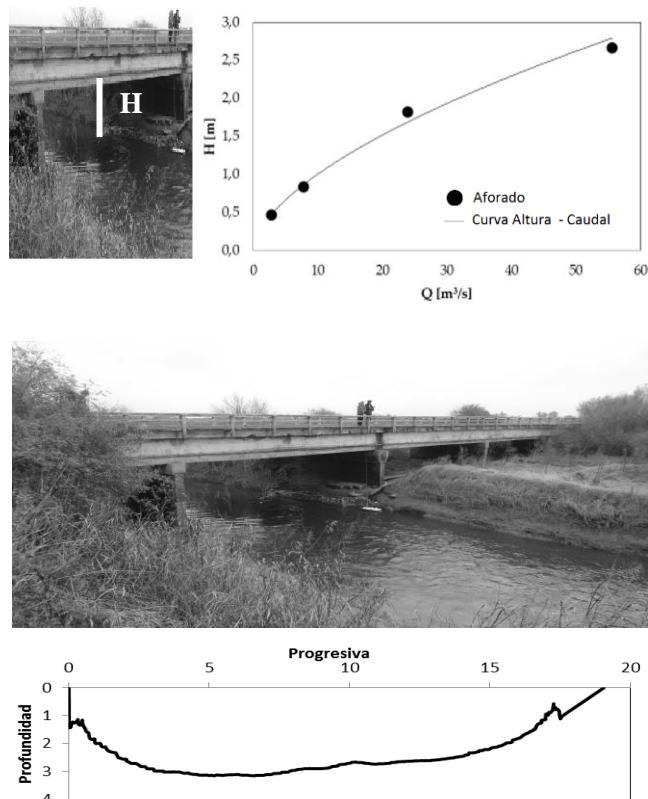 H
3,0
2,5
2,0
1,5
1,0
0,5
0,0
H [m]
Aforado
Curva Altura - Caudal
0 10 20 30 40 50 60
Q [m³/s]
Progresiva
0 5 10 15 20
0
1
2
3
4
Profundidad